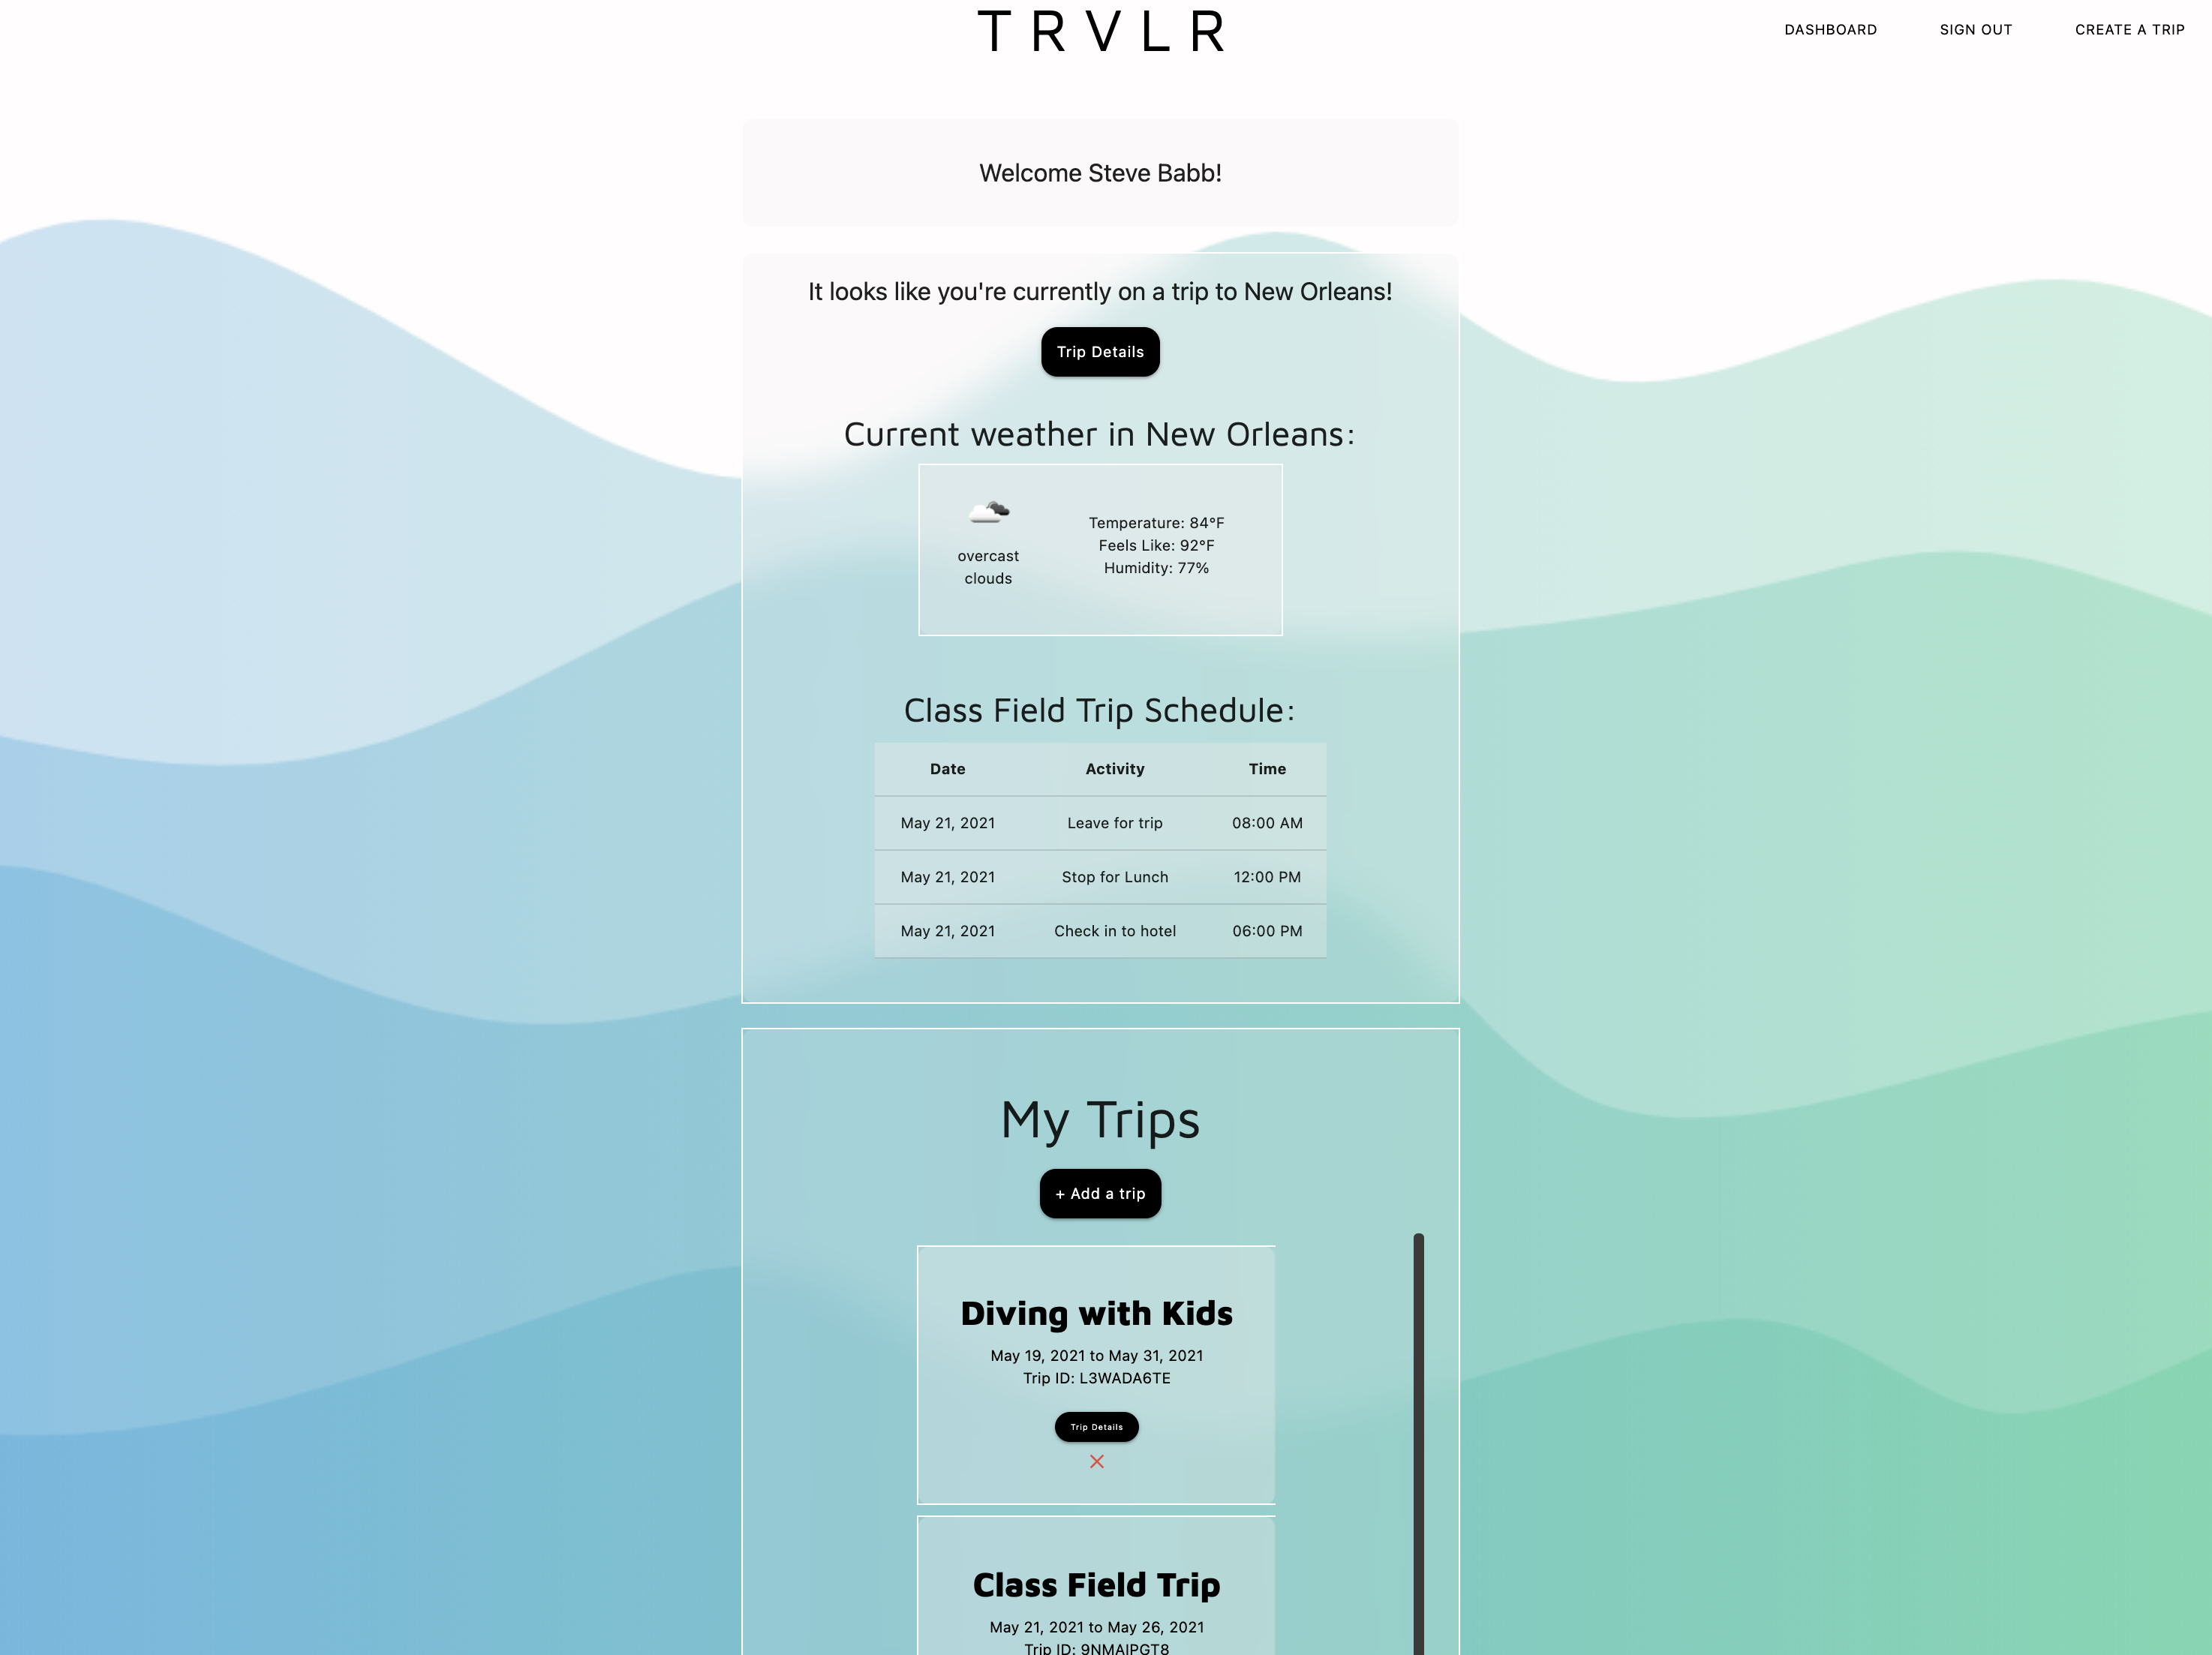 T R V L R
DASHBOARD SIGN OUT CREATE A TRIP
Welcome Steve Babb!
It looks like you're currently on a trip to New Orleans!
Trip Details
Current weather in New Orleans:
overcast
clouds
Temperature: 84°F
Feels Like: 92°F
Humidity: 77%
Class Field Trip Schedule:
Date Activity Time
May 21, 2021 Leave for trip 08:00 AM
May 21, 2021 Stop for Lunch 12:00 PM
May 21, 2021 Check in to hotel 06:00 PM
My Trips
+ Add a trip
Diving with Kids
May 19, 2021 to May 31, 2021
Trip ID: L3WADA6TE
Trip Details
Class Field Trip
May 21, 2021 to May 26, 2021
Trip ID: 9NMAIPGT8